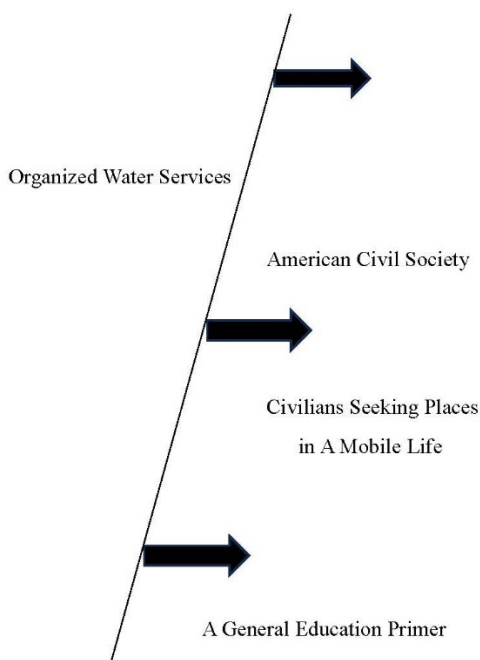 Organized Water Services
American Civil Society
Civilians Seeking Places
in A Mobile Life
A General Education Primer